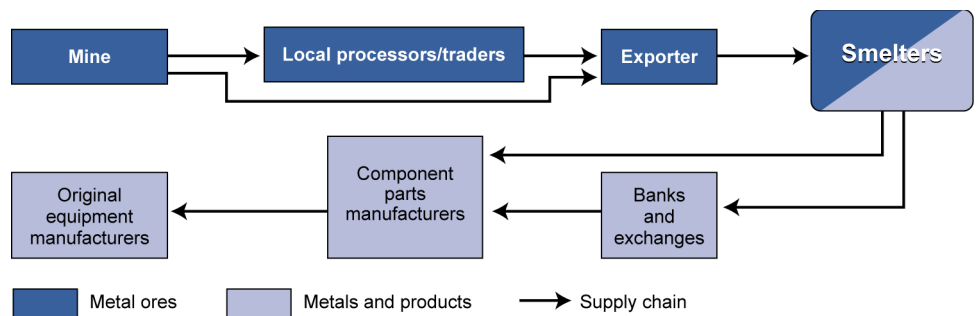 Mine
Local processors/traders
Exporter
Smelters
Original
equipment
manufacturers
Component
parts
manufacturers
Banks
and
exchanges
Metal ores
Metals and products
Supply chain